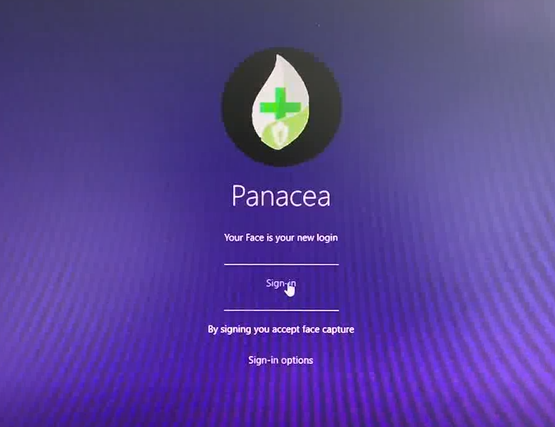 Panacea
Your Face is your new login
Sign-in
By signing you accept face capture
Sign-in options